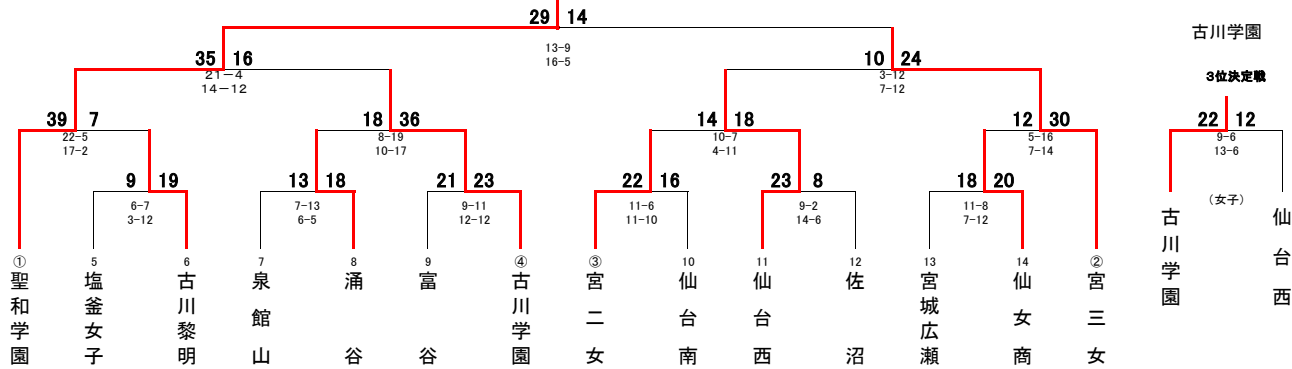 29 14
13-9
16-5
古川学園
35 16
21－4
14－12
10 24
3-12
7-12
3位決定戦
39 7
22-5
17-2
18 36
8-19
10-17
14 18
10-7
4-11
12 30
5-16
7-14
22 12
9-6
13-6
9 19
6-7
3-12
13 18
7-13
6-5
21 23
9-11
12-12
22 16
11-6
11-10
23 8
9-2
14-6
18 20
11-8
7-12
（女子）
① 聖和学園
5 塩釜女子
6 古川黎明
7 泉館山
8 涌谷
9 富谷
④ 古川学園
③ 宮二女
10 仙台南
11 仙台西
12 佐沼
13 宮城広瀬
14 仙女商
② 宮三女
古川学園
仙台西